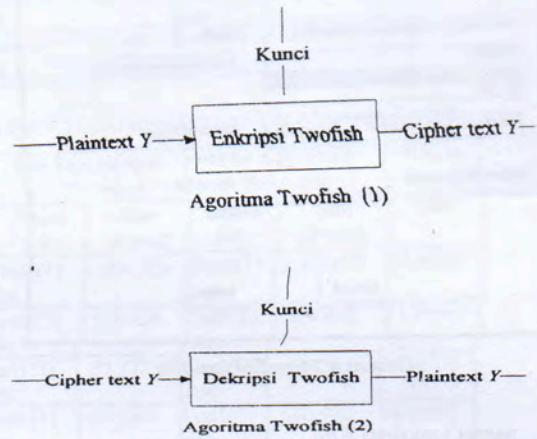 Kunci
Plaintext Y Enkripsi Twofish Cipher text Y
Agoritma Twofish (1)
Kunci
Cipher text Y Dekripsi Twofish Plaintext Y
Agoritma Twofish (2)